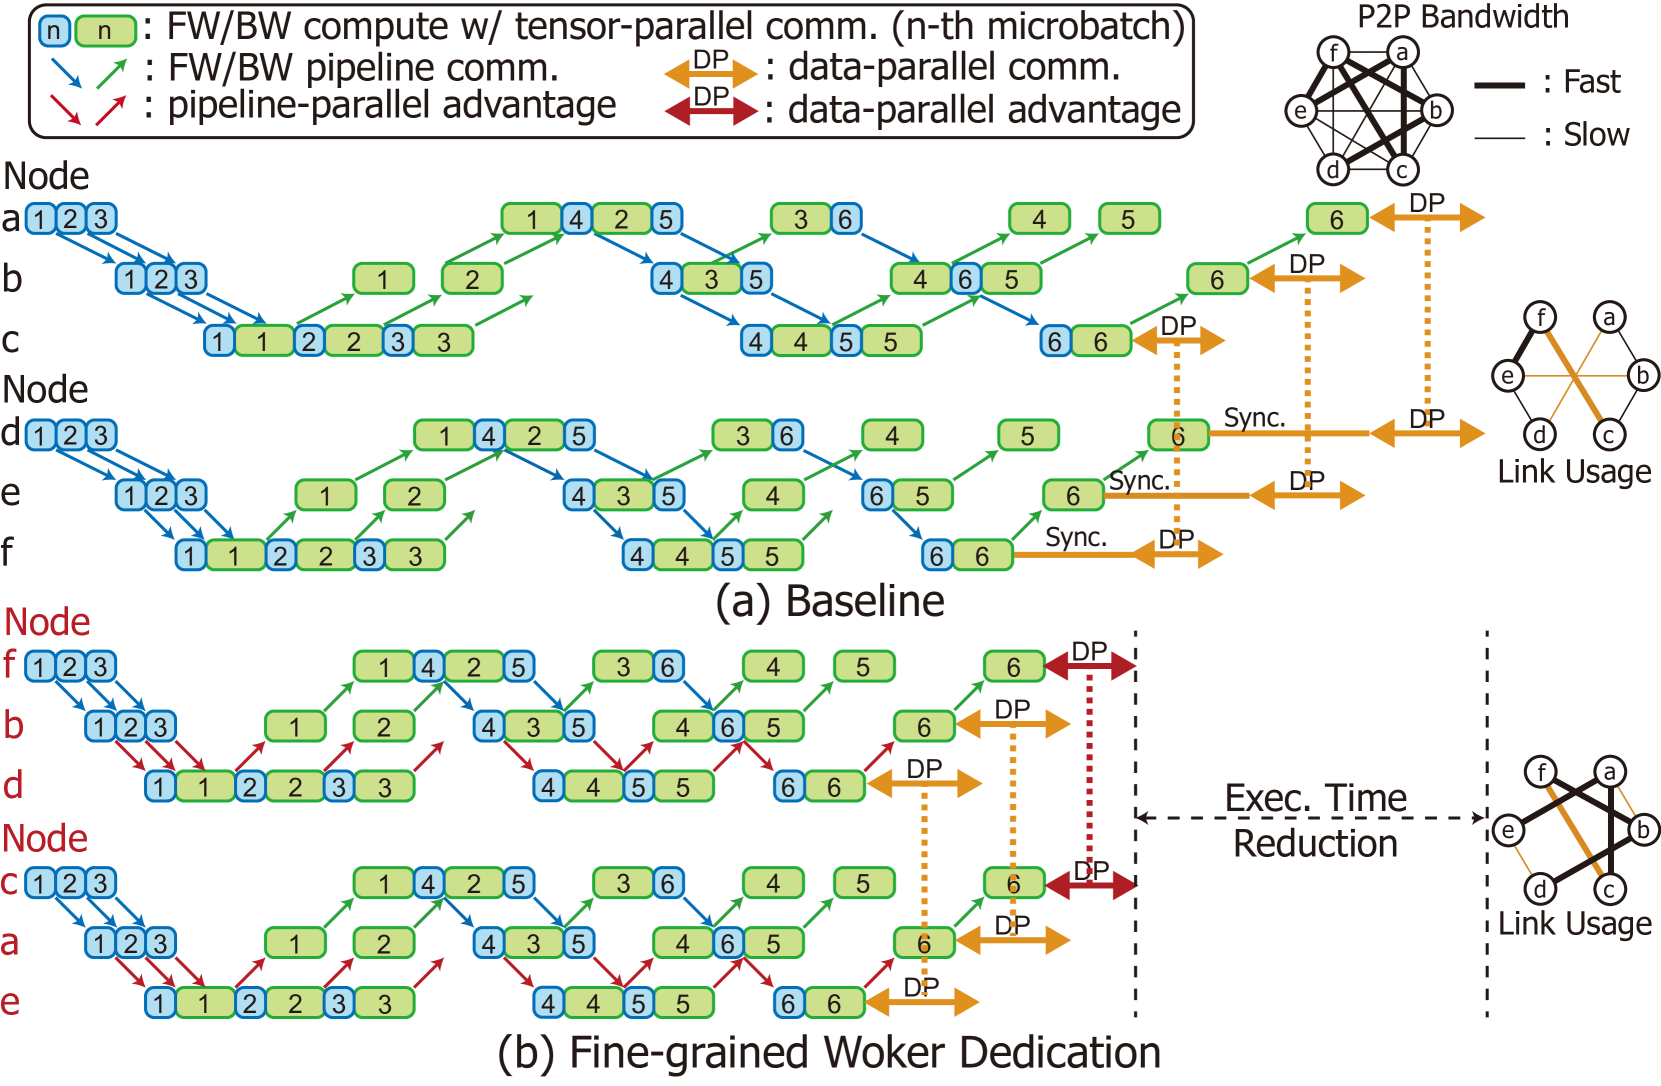 n n : FW/BW compute w/ tensor-parallel comm. (n-th microbatch)
: FW/BW pipeline comm. DP : data-parallel comm.
: pipeline-parallel advantage DP : data-parallel advantage
P2P Bandwidth
f a
e b
d c
: Fast
: Slow
Node
a 1 2 3 1 4 2 5 3 6 4 5 6 DP
b 1 2 3 1 2 4 3 5 4 6 5 6 DP
c 1 1 2 2 3 3 4 4 5 5 6 6 DP
Node
d 1 2 3 1 4 2 5 3 6 4 5 6 Sync. DP
e 1 2 3 1 2 4 3 5 4 6 5 6 Sync. DP
f 1 1 2 2 3 3 4 4 5 5 6 6 Sync. DP
f a
e b
d c
Link Usage
(a) Baseline
Node
f 1 2 3 1 4 2 5 3 6 4 5 6 DP
b 1 2 3 1 2 4 3 5 4 6 5 6 DP
d 1 1 2 2 3 3 4 4 5 5 6 6 DP
Node
c 1 2 3 1 4 2 5 3 6 4 5 6 DP
a 1 2 3 1 2 4 3 5 4 6 5 6 DP
e 1 1 2 2 3 3 4 4 5 5 6 6 DP
Exec. Time
Reduction
f a
e b
d c
Link Usage
(b) Fine-grained Woker Dedication